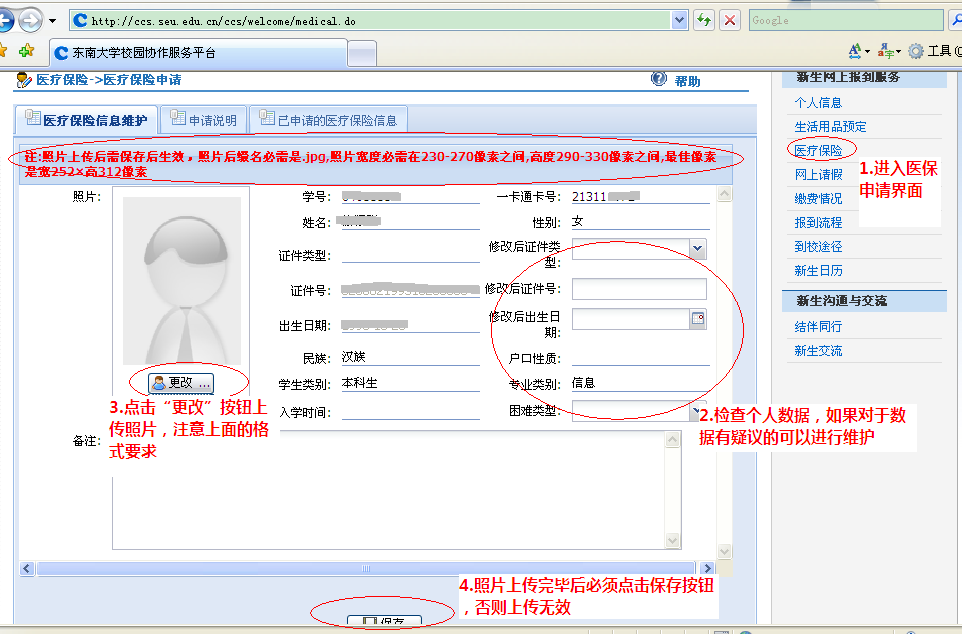 http://ccs.seu.edu.cn/ccs/welcome/medical.do
Google
东南大学校园协作服务平台
工具(
医疗保险->医疗保险申请
帮助
医疗保险信息维护
申请说明
已申请的医疗保险信息
注:照片上传后需保存后生效，照片后缀名必需是.jpg,照片宽度必需在230-270像素之间,高度290-330像素之间,最佳像素
是宽252×高312像素
照片：
学号：
一卡通卡号：
21311
姓名：
性别：
女
证件类型：
修改后证件类
型：
证件号：
修改后证件号：
出生日期：
修改后出生日
期：
民族：
汉族
户口性质：
更改 ...
学生类别：
本科生
专业类别：
信息
入学时间：
困难类型：
备注：
保存
新生网上报到服务
个人信息
生活用品预定
医疗保险
网上请假
缴费情况
报到流程
到校途径
新生日历
新生沟通与交流
结伴同行
新生交流
1.进入医保
申请界面
2.检查个人数据，如果对于数
据有疑议的可以进行维护
3.点击“更改”按钮上
传照片，注意上面的格
式要求
4.照片上传完毕后必须点击保存按钮
，否则上传无效